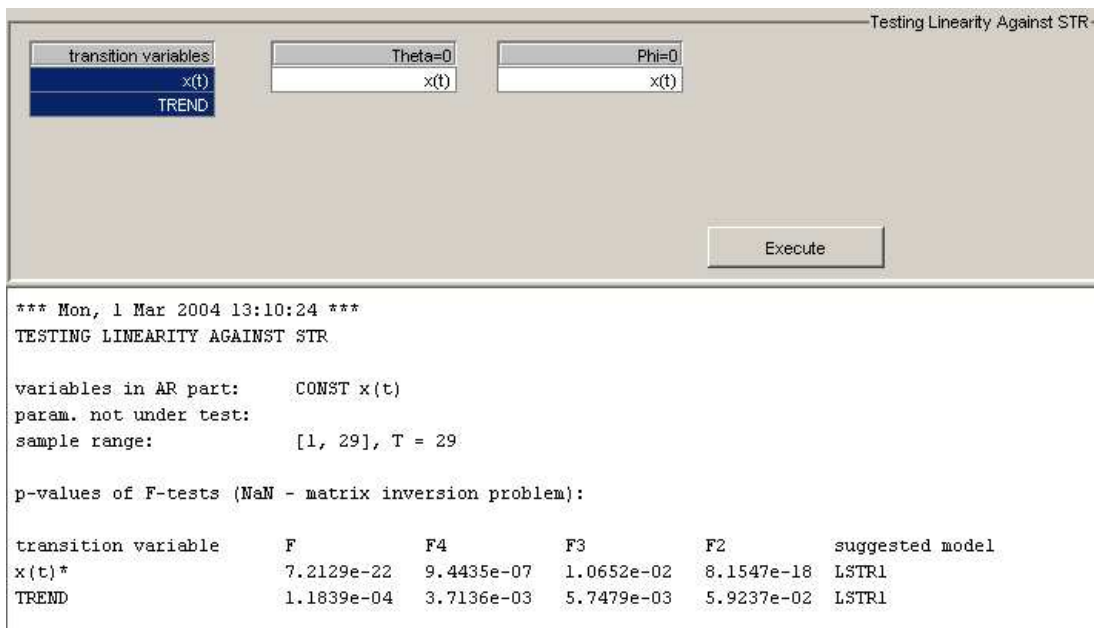 Testing Linearity Against STR
transition variables Theta=0 Phi=0
x(t) x(t) x(t)
TREND
Execute
*** Mon, 1 Mar 2004 13:10:24 ***
TESTING LINEARITY AGAINST STR
variables in AR part: CONST x(t)
param. not under test:
sample range: [1, 29], T = 29
p-values of F-tests (NaN - matrix inversion problem):
transition variable F F4 F3 F2 suggested model
x(t)* 7.2129e-22 9.4435e-07 1.0652e-02 8.1547e-18 LSTR1
TREND 1.1839e-04 3.7136e-03 5.7479e-03 5.9237e-02 LSTR1